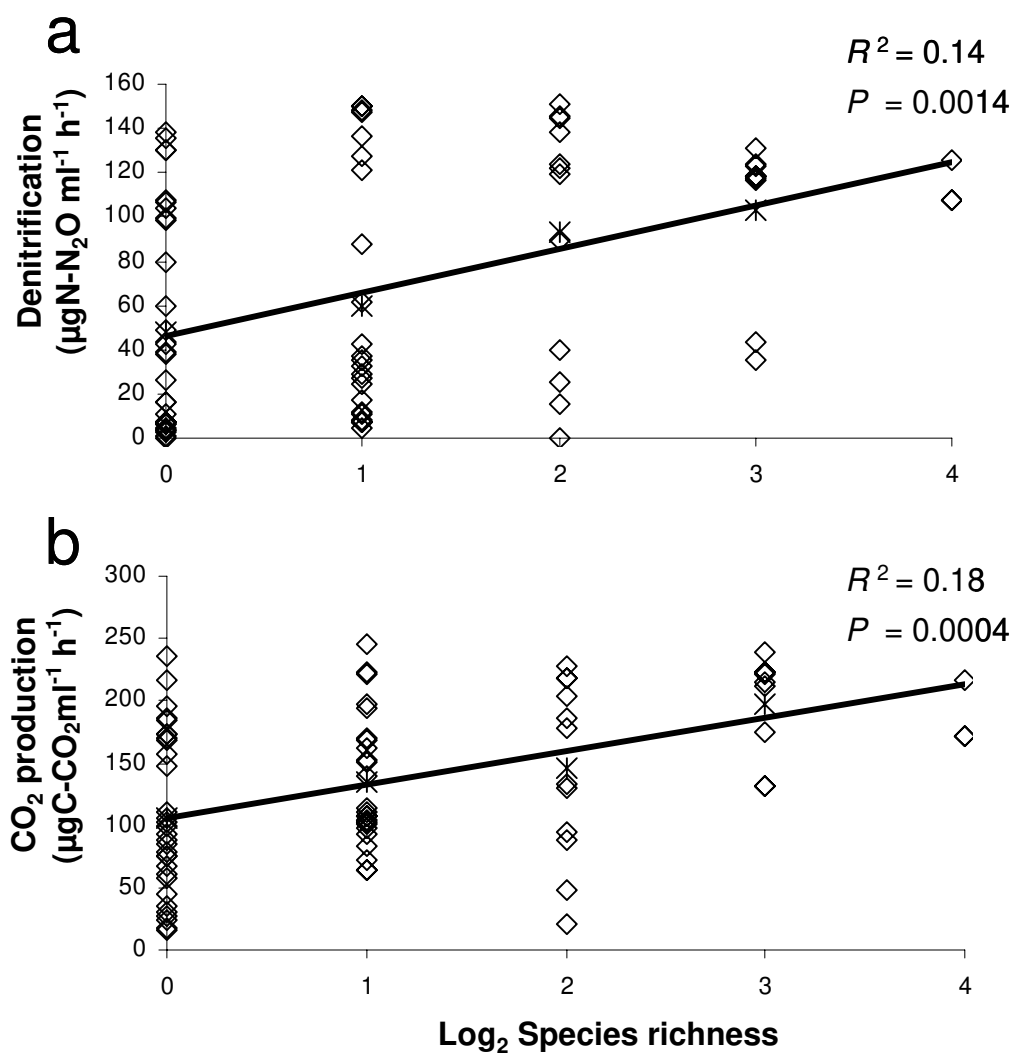 a
R² = 0.14
P = 0.0014
Denitrification
(µgN-N₂O ml⁻¹ h⁻¹)
160
140
120
100
80
60
40
20
0
0 1 2 3 4
b
R² = 0.18
P = 0.0004
CO₂ production
(µgC-CO₂ml⁻¹ h⁻¹)
300
250
200
150
100
50
0
0 1 2 3 4
Log₂ Species richness